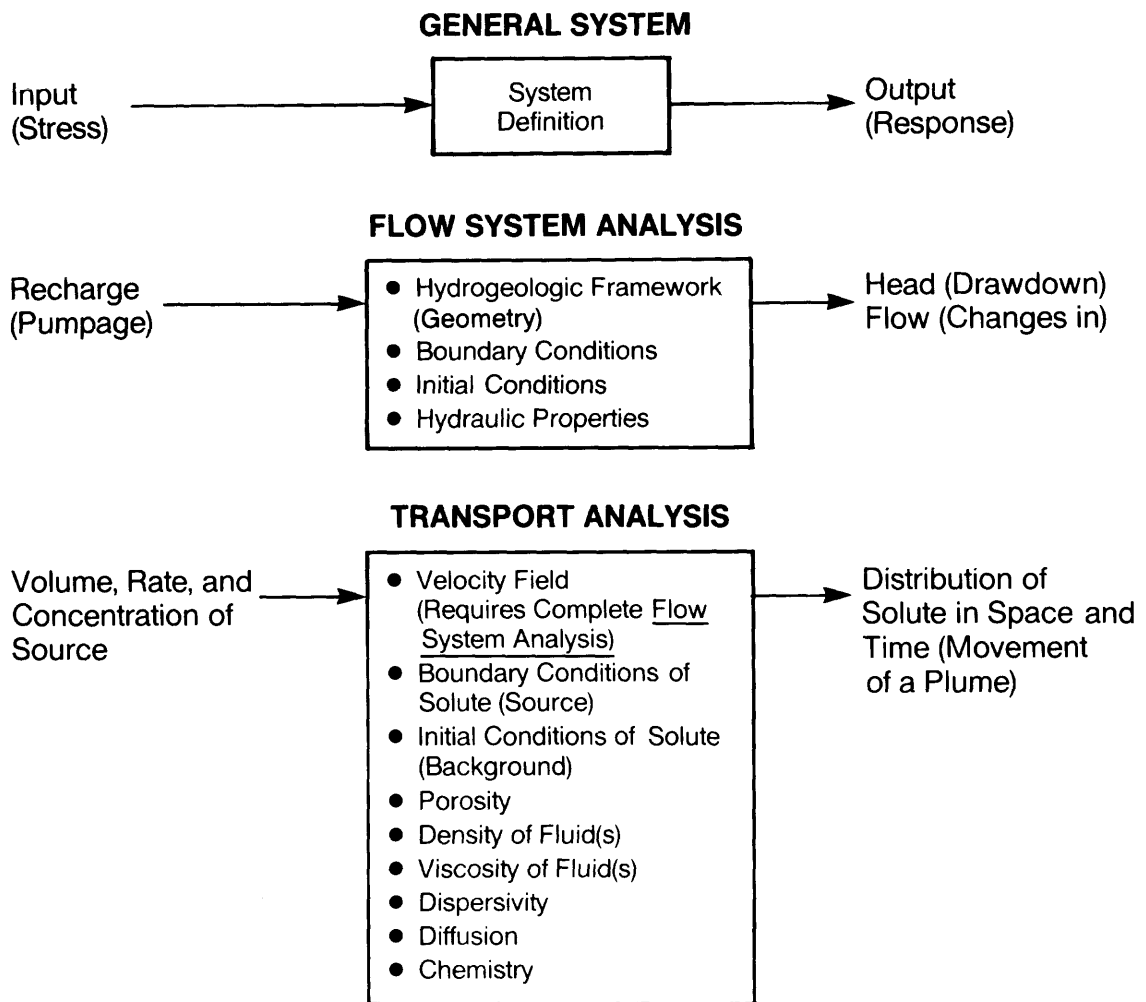 GENERAL SYSTEM
Input
(Stress)
System
Definition
Output
(Response)
FLOW SYSTEM ANALYSIS
Recharge
(Pumpage)
● Hydrogeologic Framework
(Geometry)
● Boundary Conditions
● Initial Conditions
● Hydraulic Properties
Head (Drawdown)
Flow (Changes in)
TRANSPORT ANALYSIS
Volume, Rate, and
Concentration of
Source
● Velocity Field
(Requires Complete Flow
System Analysis)
● Boundary Conditions of
Solute (Source)
● Initial Conditions of Solute
(Background)
● Porosity
● Density of Fluid(s)
● Viscosity of Fluid(s)
● Dispersivity
● Diffusion
● Chemistry
Distribution of
Solute in Space and
Time (Movement
of a Plume)